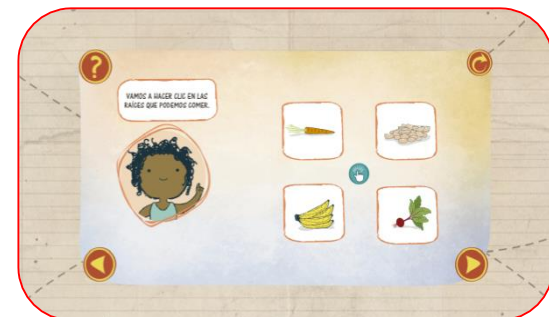 ?
VAMOS A HACER CLIC EN LAS
RAÍCES QUE PODEMOS COMER.